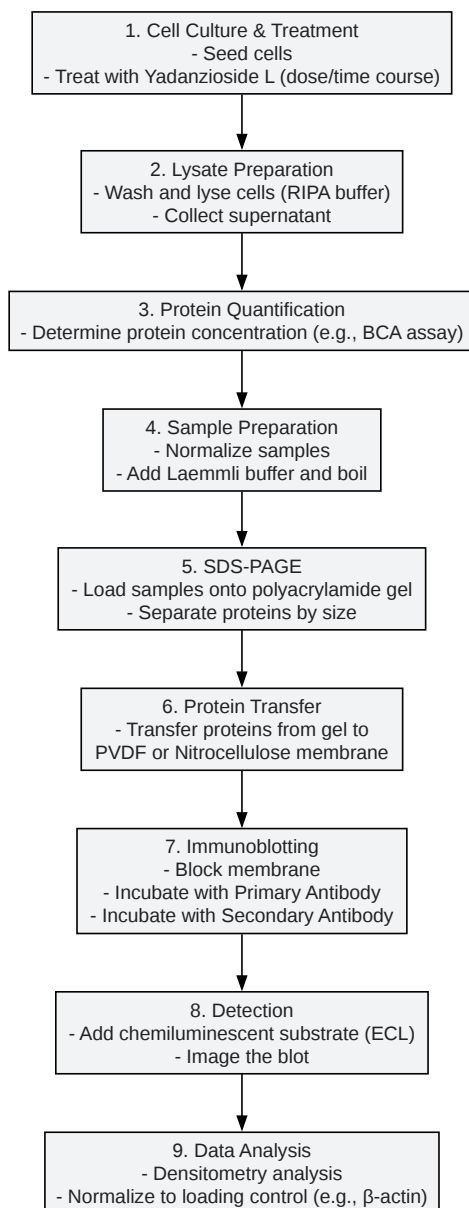 1. Cell Culture & Treatment
- Seed cells
- Treat with Yadanzioside L (dose/time course)
2. Lysate Preparation
- Wash and lyse cells (RIPA buffer)
- Collect supernatant
3. Protein Quantification
- Determine protein concentration (e.g., BCA assay)
4. Sample Preparation
- Normalize samples
- Add Laemmli buffer and boil
5. SDS-PAGE
- Load samples onto polyacrylamide gel
- Separate proteins by size
6. Protein Transfer
- Transfer proteins from gel to
PVDF or Nitrocellulose membrane
7. Immunoblotting
- Block membrane
- Incubate with Primary Antibody
- Incubate with Secondary Antibody
8. Detection
- Add chemiluminescent substrate (ECL)
- Image the blot
9. Data Analysis
- Densitometry analysis
- Normalize to loading control (e.g., β-actin)